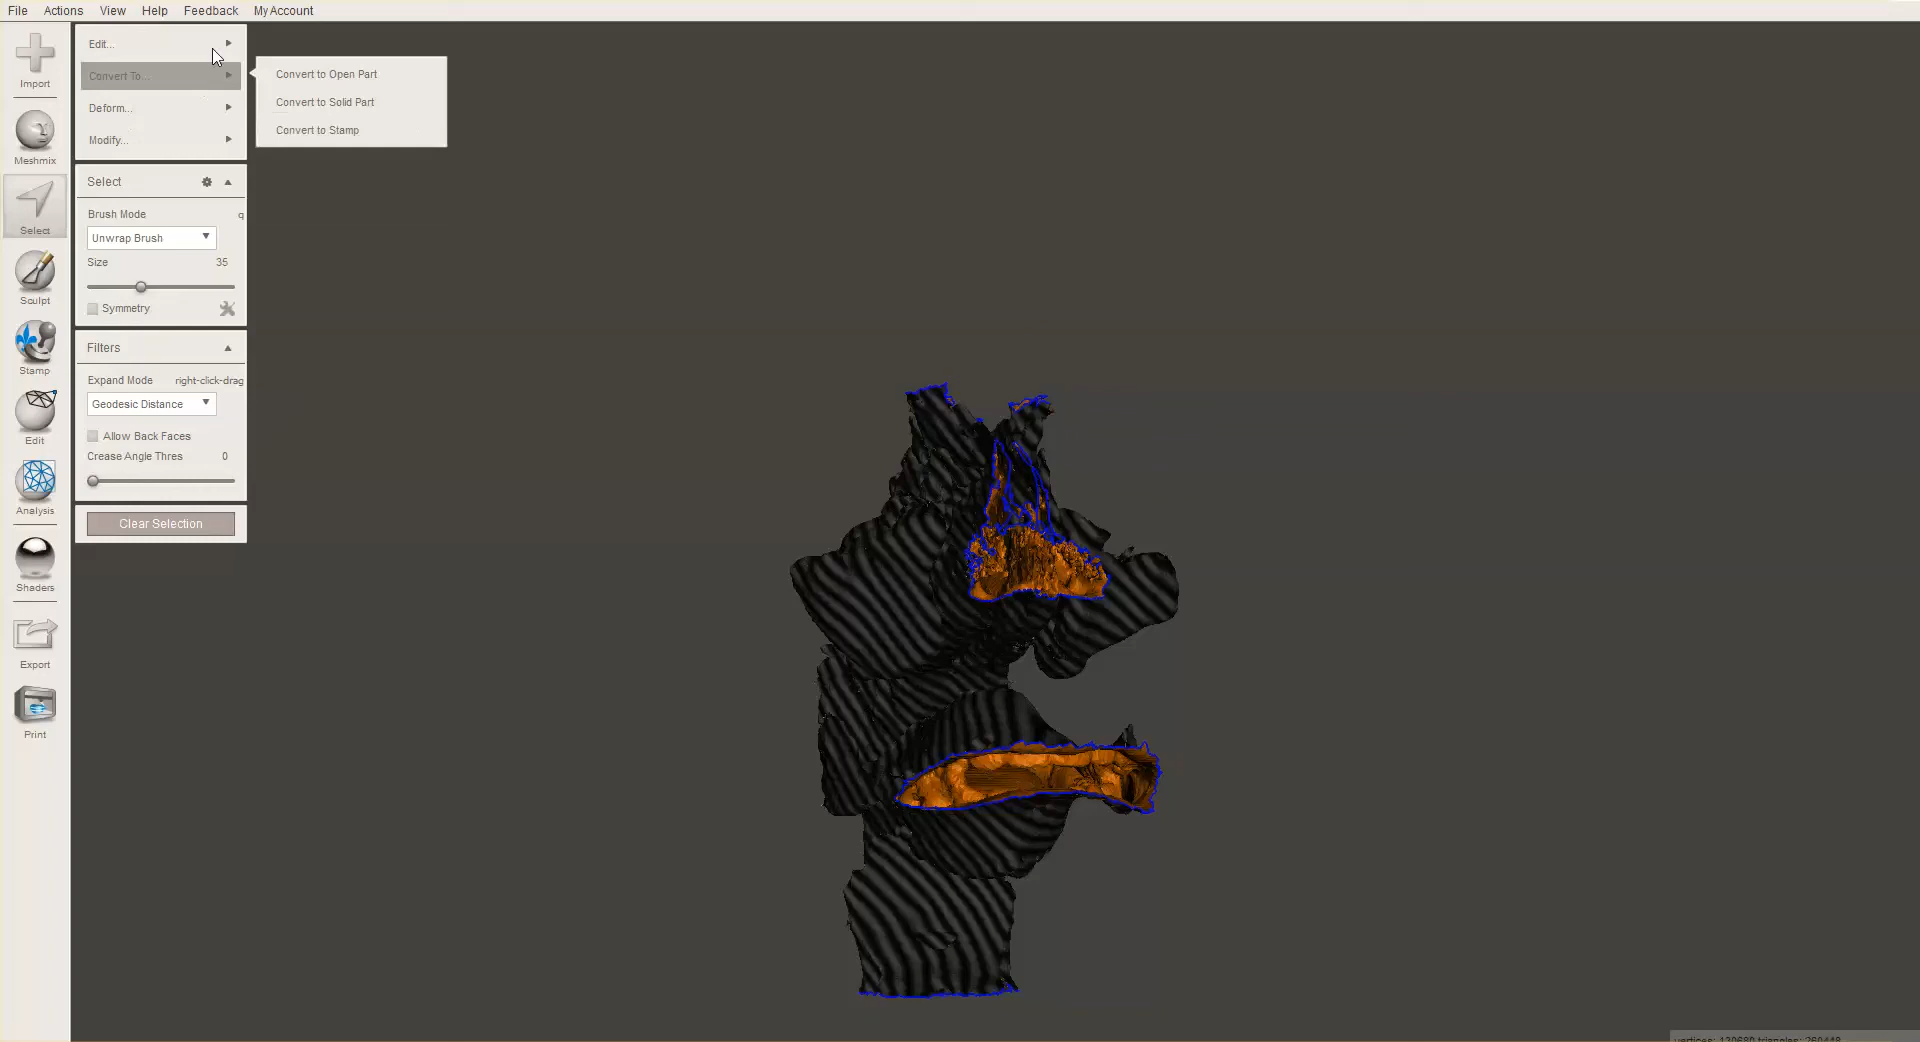 File Actions View Help Feedback My Account
Import
Meshmix
Select
Sculpt
Stamp
Edit
Analysis
Shaders
Export
Print
Edit...
Convert To...
Deform...
Modify...
Convert to Open Part
Convert to Solid Part
Convert to Stamp
Select
Brush Mode q
Unwrap Brush
Size 35
Symmetry
Filters
Expand Mode right-click-drag
Geodesic Distance
Allow Back Faces
Crease Angle Thres 0
Clear Selection